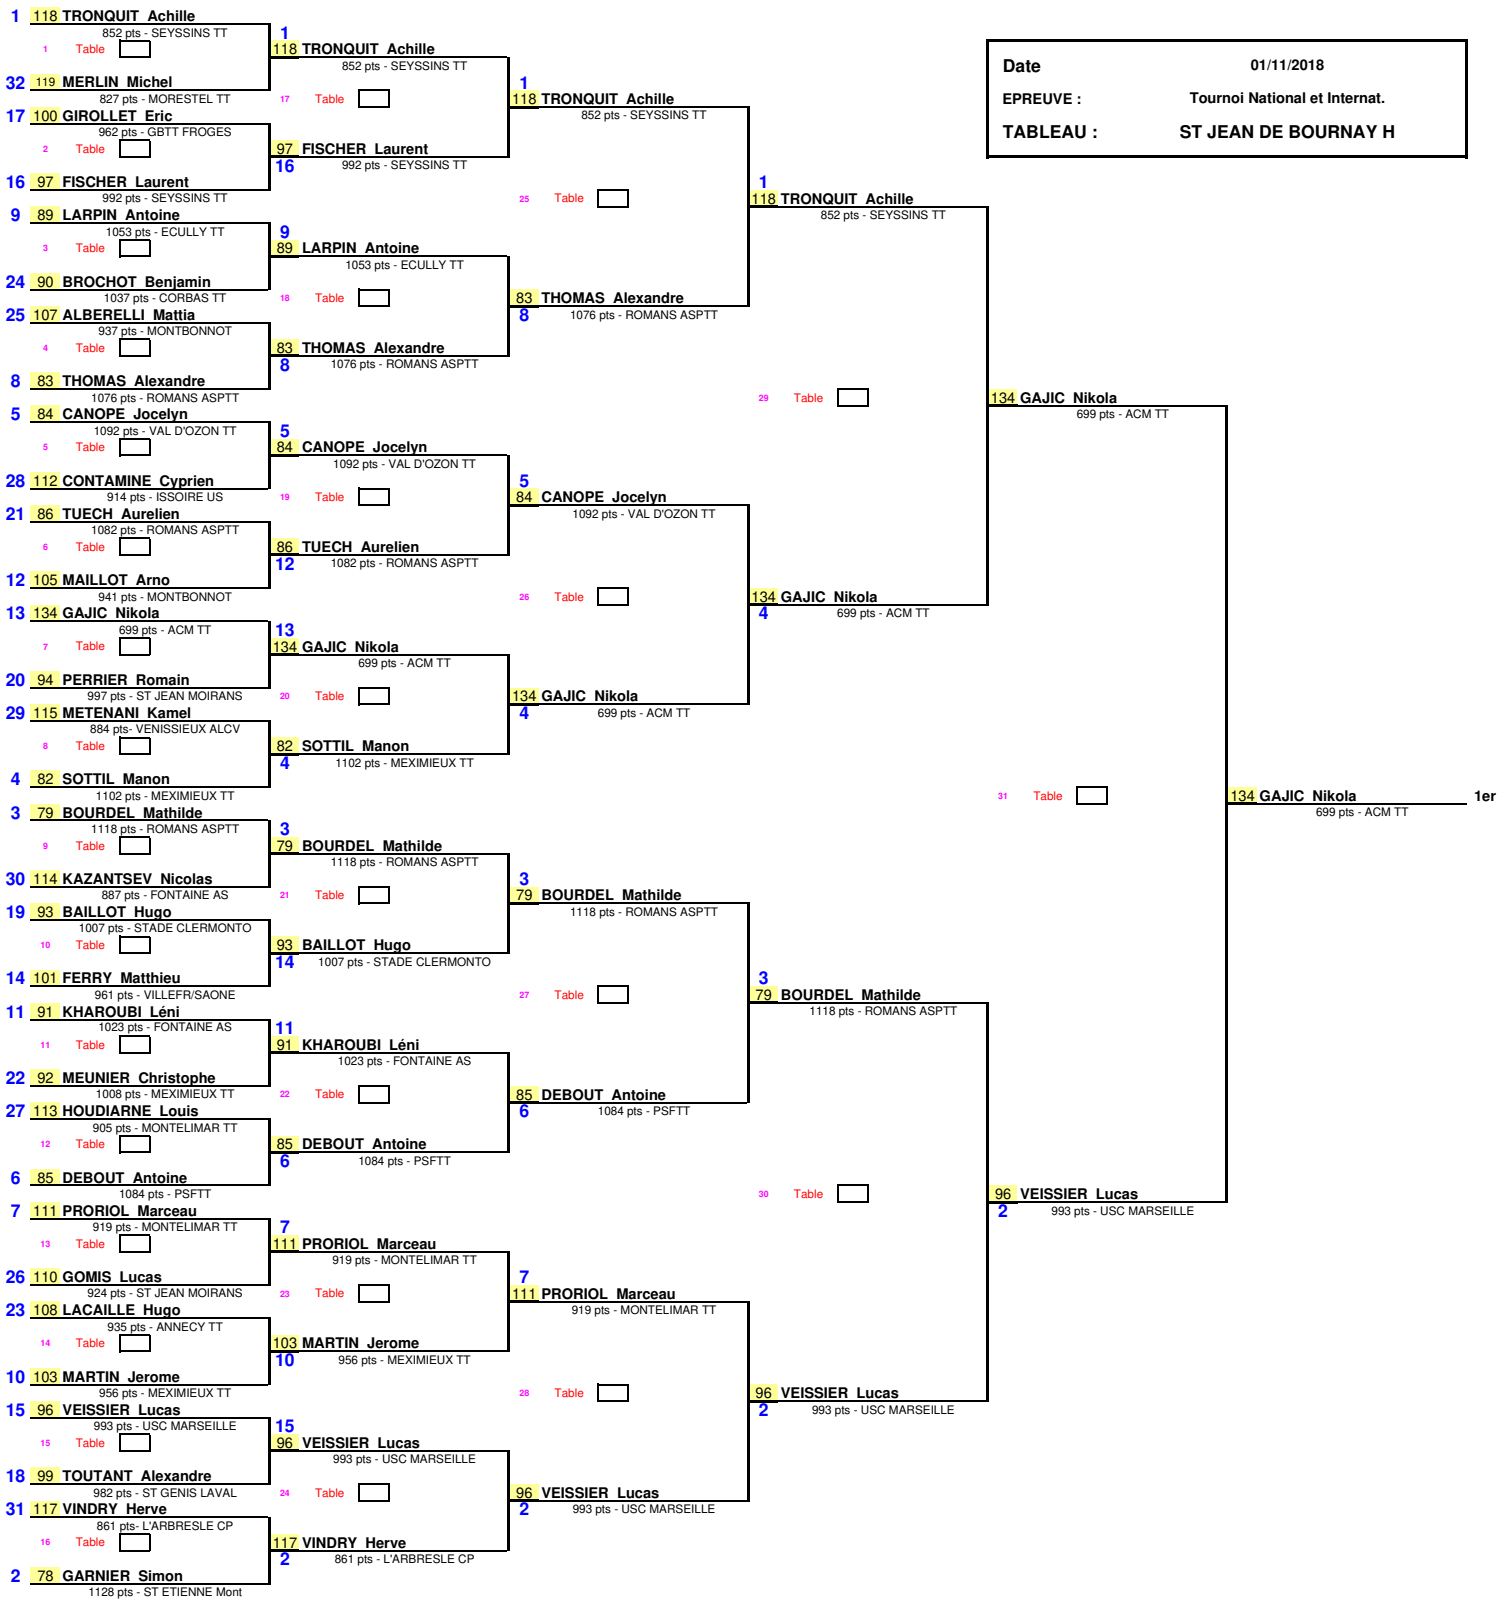 Date 01/11/2018
EPREUVE : Tournoi National et Internat.
TABLEAU : ST JEAN DE BOURNAY H
1 118 TRONQUIT Achille
852 pts - SEYSSINS TT
1 Table
32 119 MERLIN Michel
827 pts - MORESTEL TT
17 100 GIROLLET Eric
962 pts - GBTT FROGES
2 Table
16 97 FISCHER Laurent
992 pts - SEYSSINS TT
9 89 LARPIN Antoine
1053 pts - ECULLY TT
3 Table
24 90 BROCHOT Benjamin
1037 pts - CORBAS TT
25 107 ALBERELLI Mattia
937 pts - MONTBONNOT
4 Table
8 83 THOMAS Alexandre
1076 pts - ROMANS ASPTT
5 84 CANOPE Jocelyn
1092 pts - VAL D'OZON TT
5 Table
28 112 CONTAMINE Cyprien
914 pts - ISSOIRE US
21 86 TUECH Aurelien
1082 pts - ROMANS ASPTT
6 Table
12 105 MAILLOT Arno
941 pts - MONTBONNOT
13 134 GAJIC Nikola
699 pts - ACM TT
7 Table
20 94 PERRIER Romain
997 pts - ST JEAN MOIRANS
29 115 METENANI Kamel
884 pts- VENISSIEUX ALCV
8 Table
4 82 SOTTIL Manon
1102 pts - MEXIMIEUX TT
3 79 BOURDEL Mathilde
1118 pts - ROMANS ASPTT
9 Table
30 114 KAZANTSEV Nicolas
887 pts - FONTAINE AS
19 93 BAILLOT Hugo
1007 pts - STADE CLERMONTO
10 Table
14 101 FERRY Matthieu
961 pts - VILLEFR/SAONE
11 91 KHAROUBI Léni
1023 pts - FONTAINE AS
11 Table
22 92 MEUNIER Christophe
1008 pts - MEXIMIEUX TT
27 113 HOUDIARNE Louis
905 pts - MONTELIMAR TT
12 Table
6 85 DEBOUT Antoine
1084 pts - PSFTT
7 111 PRORIOL Marceau
919 pts - MONTELIMAR TT
13 Table
26 110 GOMIS Lucas
924 pts - ST JEAN MOIRANS
23 108 LACAILLE Hugo
935 pts - ANNECY TT
14 Table
10 103 MARTIN Jerome
956 pts - MEXIMIEUX TT
15 96 VEISSIER Lucas
993 pts - USC MARSEILLE
15 Table
18 99 TOUTANT Alexandre
982 pts - ST GENIS LAVAL
31 117 VINDRY Herve
861 pts- L'ARBRESLE CP
16 Table
2 78 GARNIER Simon
1128 pts - ST ETIENNE Mont
1
118 TRONQUIT Achille
852 pts - SEYSSINS TT
17 Table
97 FISCHER Laurent
16 992 pts - SEYSSINS TT
9
89 LARPIN Antoine
1053 pts - ECULLY TT
18 Table
83 THOMAS Alexandre
8 1076 pts - ROMANS ASPTT
5
84 CANOPE Jocelyn
1092 pts - VAL D'OZON TT
19 Table
86 TUECH Aurelien
12 1082 pts - ROMANS ASPTT
13
134 GAJIC Nikola
699 pts - ACM TT
20 Table
82 SOTTIL Manon
4 1102 pts - MEXIMIEUX TT
3
79 BOURDEL Mathilde
1118 pts - ROMANS ASPTT
21 Table
93 BAILLOT Hugo
14 1007 pts - STADE CLERMONTO
11
91 KHAROUBI Léni
1023 pts - FONTAINE AS
22 Table
85 DEBOUT Antoine
6 1084 pts - PSFTT
7
111 PRORIOL Marceau
919 pts - MONTELIMAR TT
23 Table
103 MARTIN Jerome
10 956 pts - MEXIMIEUX TT
15
96 VEISSIER Lucas
993 pts - USC MARSEILLE
24 Table
117 VINDRY Herve
2 861 pts - L'ARBRESLE CP
1
118 TRONQUIT Achille
852 pts - SEYSSINS TT
25 Table
83 THOMAS Alexandre
8 1076 pts - ROMANS ASPTT
5
84 CANOPE Jocelyn
1092 pts - VAL D'OZON TT
26 Table
134 GAJIC Nikola
4 699 pts - ACM TT
3
79 BOURDEL Mathilde
1118 pts - ROMANS ASPTT
27 Table
85 DEBOUT Antoine
6 1084 pts - PSFTT
7
111 PRORIOL Marceau
919 pts - MONTELIMAR TT
28 Table
96 VEISSIER Lucas
2 993 pts - USC MARSEILLE
1
118 TRONQUIT Achille
852 pts - SEYSSINS TT
29 Table
134 GAJIC Nikola
4 699 pts - ACM TT
3
79 BOURDEL Mathilde
1118 pts - ROMANS ASPTT
30 Table
96 VEISSIER Lucas
2 993 pts - USC MARSEILLE
134 GAJIC Nikola
699 pts - ACM TT
31 Table
96 VEISSIER Lucas
2 993 pts - USC MARSEILLE
134 GAJIC Nikola 1er
699 pts - ACM TT